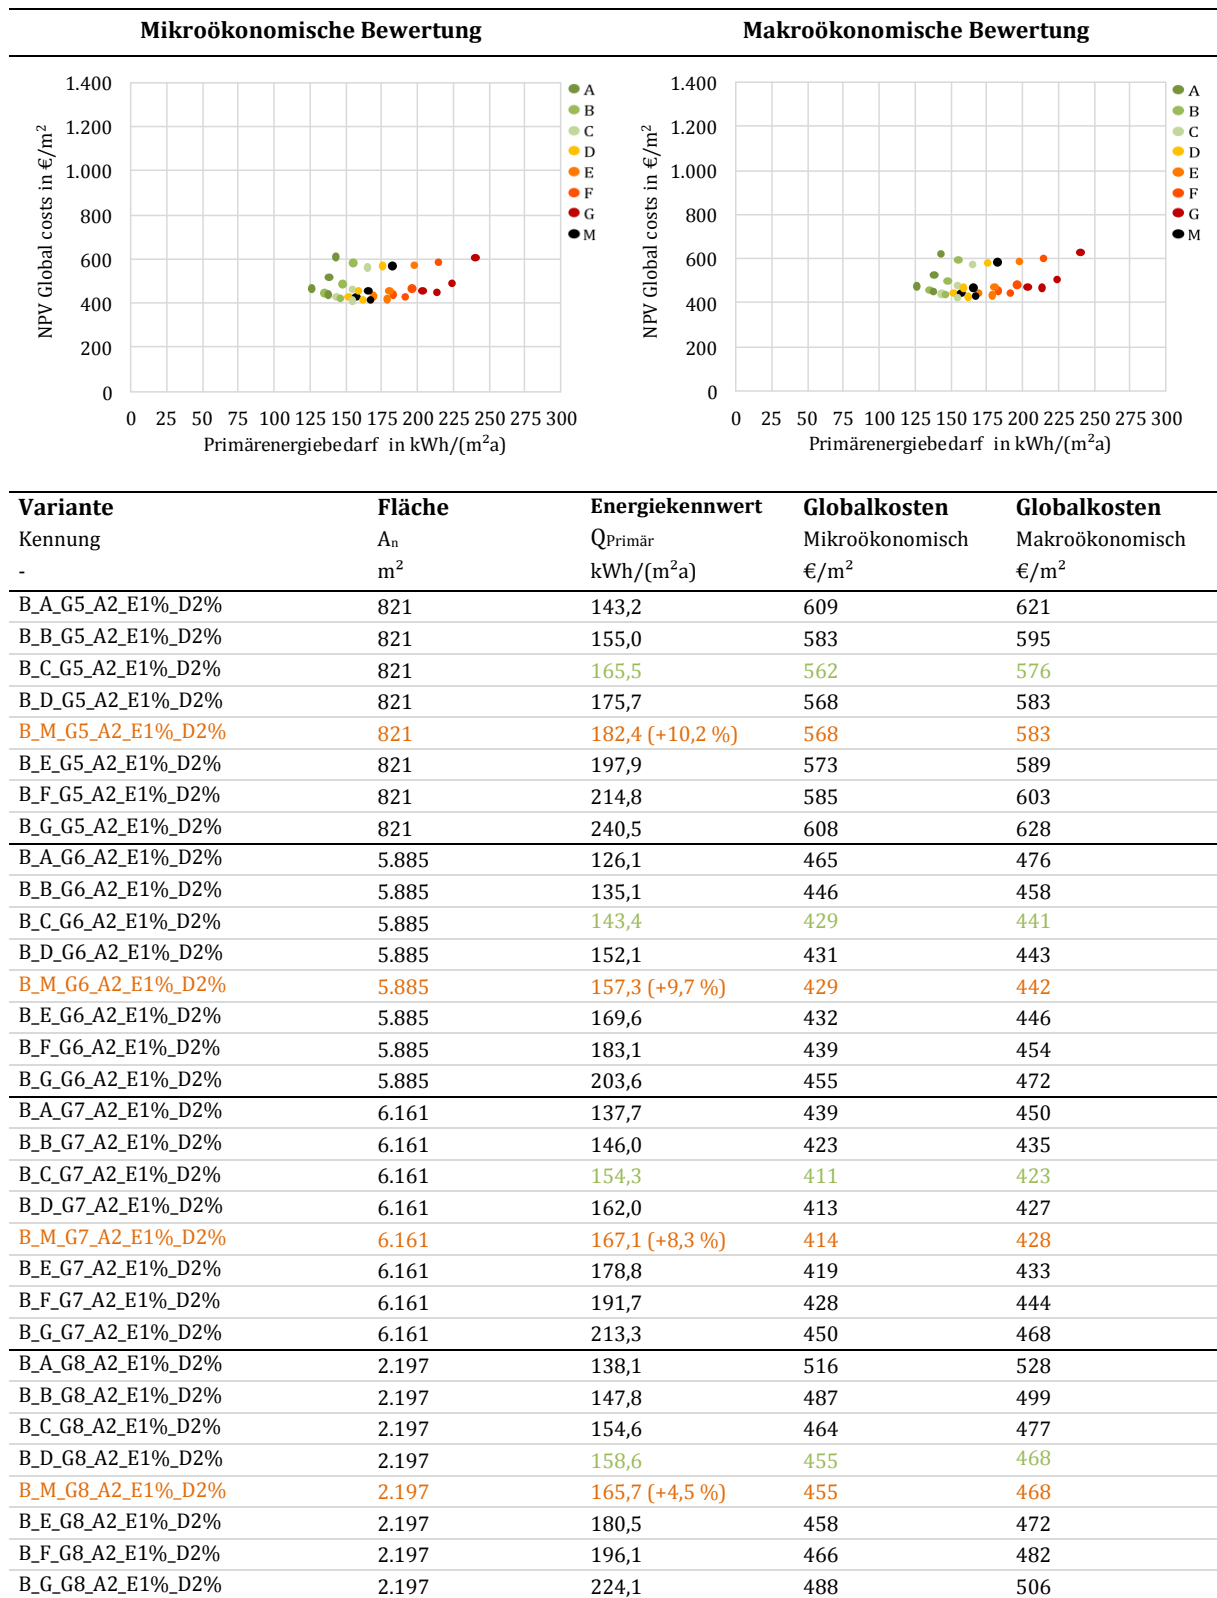 Mikroökonomische Bewertung Makroökonomische Bewertung
1.400
1.200
1.000
800
600
400
200
0
NPV Global costs in €/m²
0 25 50 75 100 125 150 175 200 225 250 275 300
Primärenergiebedarf in kWh/(m²a)
A
B
C
D
E
F
G
M
1.400
1.200
1.000
800
600
400
200
0
NPV Global costs in €/m²
0 25 50 75 100 125 150 175 200 225 250 275 300
Primärenergiebedarf in kWh/(m²a)
A
B
C
D
E
F
G
M
Variante Fläche Energiekennwert Globalkosten Globalkosten
Kennung Aₙ QPrimär Mikroökonomisch Makroökonomisch
- m² kWh/(m²a) €/m² €/m²
B_A_G5_A2_E1%_D2% 821 143,2 609 621
B_B_G5_A2_E1%_D2% 821 155,0 583 595
B_C_G5_A2_E1%_D2% 821 165,5 562 576
B_D_G5_A2_E1%_D2% 821 175,7 568 583
B_M_G5_A2_E1%_D2% 821 182,4 (+10,2 %) 568 583
B_E_G5_A2_E1%_D2% 821 197,9 573 589
B_F_G5_A2_E1%_D2% 821 214,8 585 603
B_G_G5_A2_E1%_D2% 821 240,5 608 628
B_A_G6_A2_E1%_D2% 5.885 126,1 465 476
B_B_G6_A2_E1%_D2% 5.885 135,1 446 458
B_C_G6_A2_E1%_D2% 5.885 143,4 429 441
B_D_G6_A2_E1%_D2% 5.885 152,1 431 443
B_M_G6_A2_E1%_D2% 5.885 157,3 (+9,7 %) 429 442
B_E_G6_A2_E1%_D2% 5.885 169,6 432 446
B_F_G6_A2_E1%_D2% 5.885 183,1 439 454
B_G_G6_A2_E1%_D2% 5.885 203,6 455 472
B_A_G7_A2_E1%_D2% 6.161 137,7 439 450
B_B_G7_A2_E1%_D2% 6.161 146,0 423 435
B_C_G7_A2_E1%_D2% 6.161 154,3 411 423
B_D_G7_A2_E1%_D2% 6.161 162,0 413 427
B_M_G7_A2_E1%_D2% 6.161 167,1 (+8,3 %) 414 428
B_E_G7_A2_E1%_D2% 6.161 178,8 419 433
B_F_G7_A2_E1%_D2% 6.161 191,7 428 444
B_G_G7_A2_E1%_D2% 6.161 213,3 450 468
B_A_G8_A2_E1%_D2% 2.197 138,1 516 528
B_B_G8_A2_E1%_D2% 2.197 147,8 487 499
B_C_G8_A2_E1%_D2% 2.197 154,6 464 477
B_D_G8_A2_E1%_D2% 2.197 158,6 455 468
B_M_G8_A2_E1%_D2% 2.197 165,7 (+4,5 %) 455 468
B_E_G8_A2_E1%_D2% 2.197 180,5 458 472
B_F_G8_A2_E1%_D2% 2.197 196,1 466 482
B_G_G8_A2_E1%_D2% 2.197 224,1 488 506